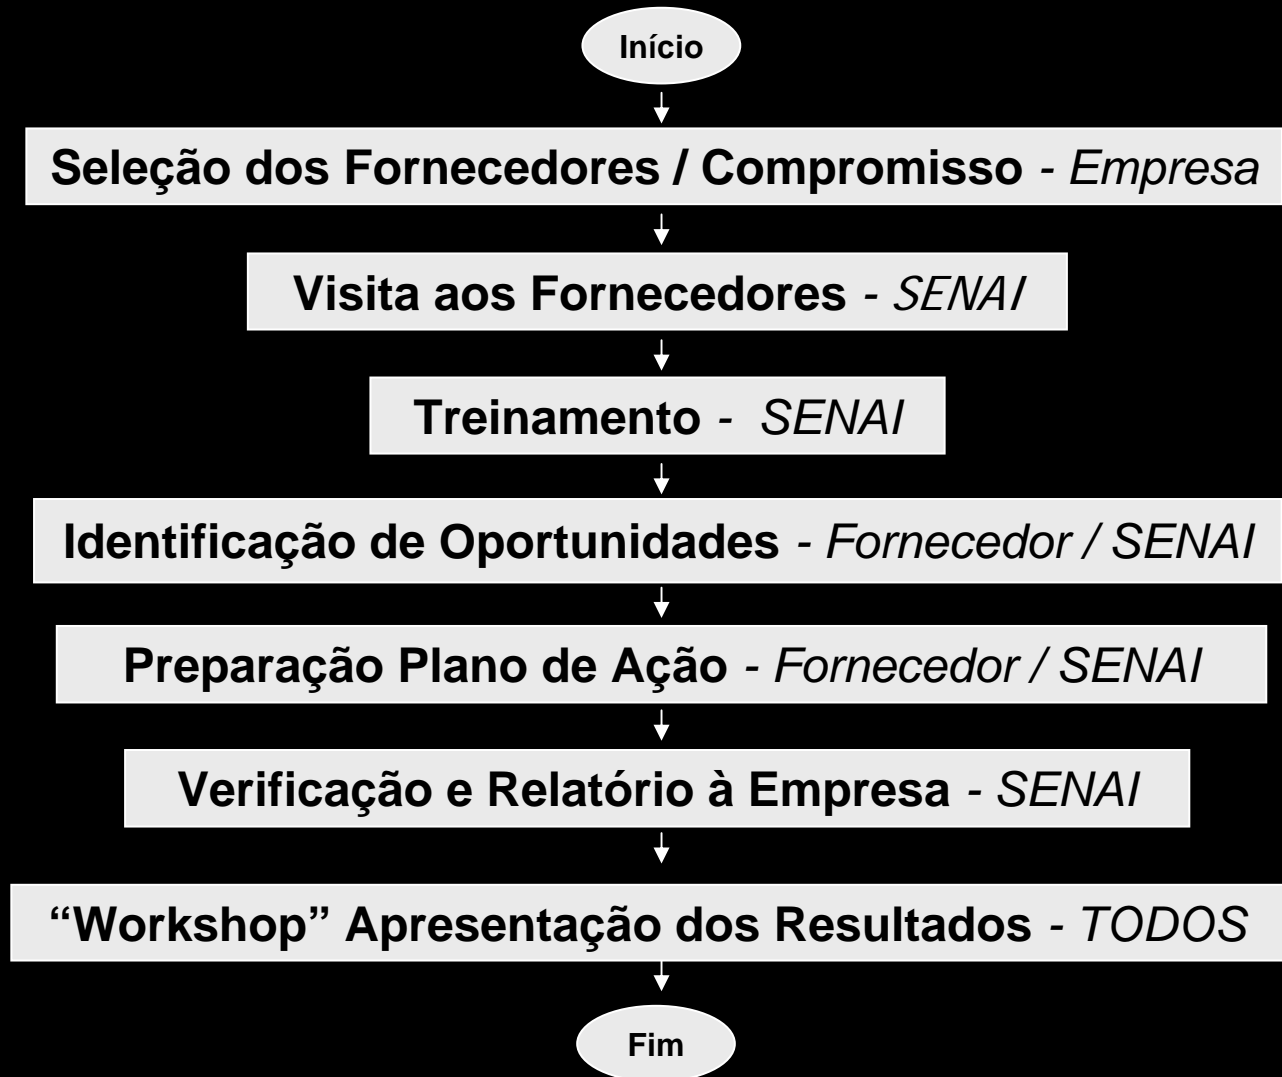 Início
Seleção dos Fornecedores / Compromisso - Empresa
Visita aos Fornecedores - SENAI
Treinamento - SENAI
Identificação de Oportunidades - Fornecedor / SENAI
Preparação Plano de Ação - Fornecedor / SENAI
Verificação e Relatório à Empresa - SENAI
“Workshop” Apresentação dos Resultados - TODOS
Fim